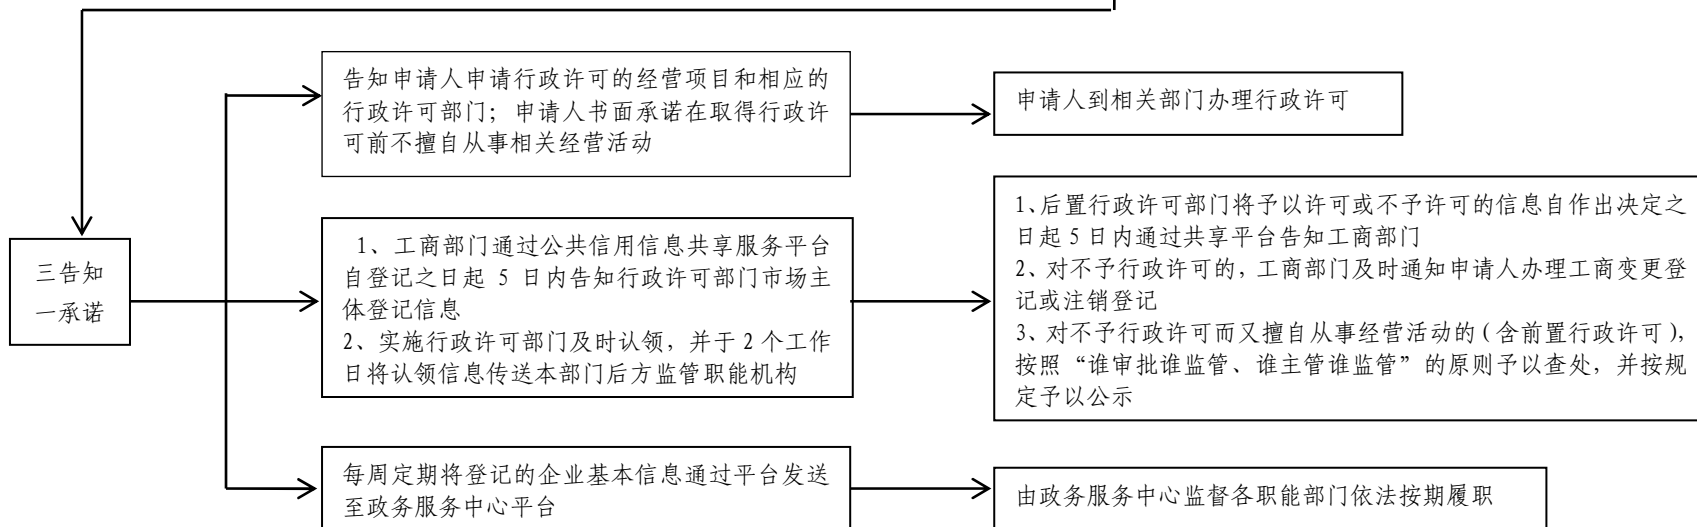 告知申请人申请行政许可的经营项目和相应的
行政许可部门；申请人书面承诺在取得行政许
可前不擅自从事相关经营活动
申请人到相关部门办理行政许可
三告知
一承诺
1、工商部门通过公共信用信息共享服务平台
自登记之日起 5 日内告知行政许可部门市场主
体登记信息
2、实施行政许可部门及时认领，并于 2 个工作
日将认领信息传送本部门后方监管职能机构
1、后置行政许可部门将予以许可或不予许可的信息自作出决定之
日起 5 日内通过共享平台告知工商部门
2、对不予行政许可的，工商部门及时通知申请人办理工商变更登
记或注销登记
3、对不予行政许可而又擅自从事经营活动的（含前置行政许可），
按照“谁审批谁监管、谁主管谁监管”的原则予以查处，并按规
定予以公示
每周定期将登记的企业基本信息通过平台发送
至政务服务中心平台
由政务服务中心监督各职能部门依法按期履职